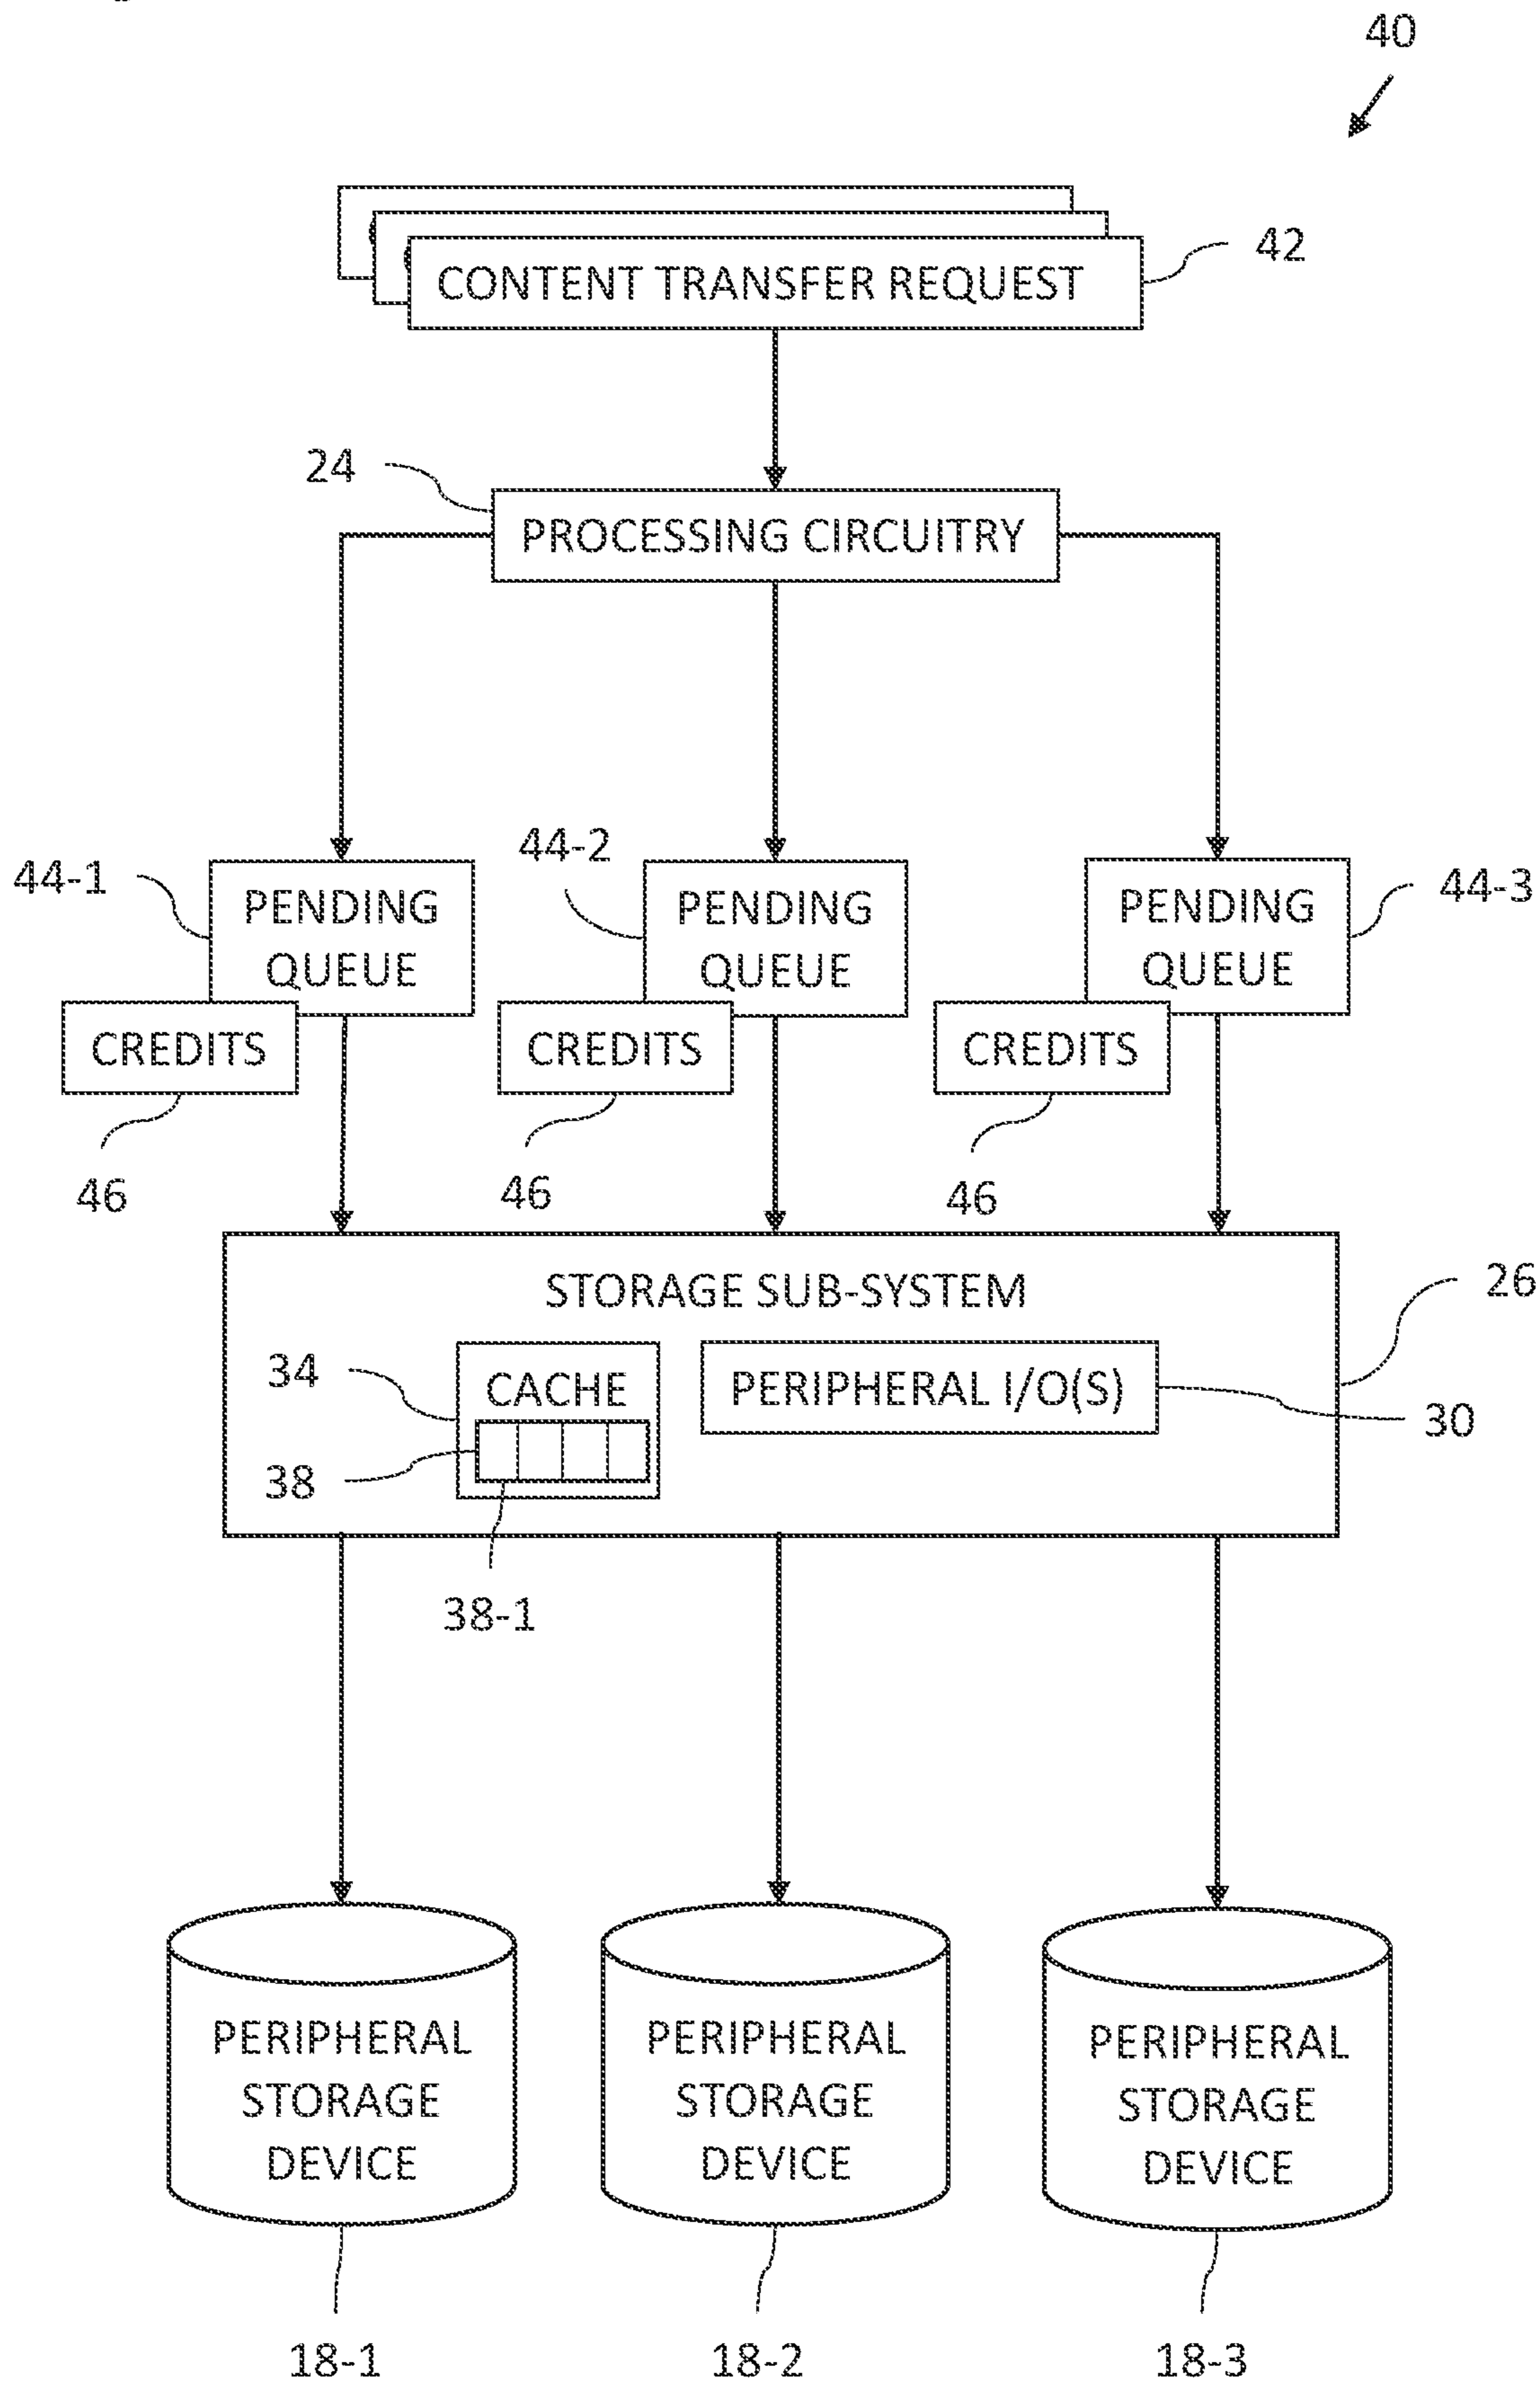 40
CONTENT TRANSFER REQUEST
42
24
PROCESSING CIRCUITRY
44-1
PENDING
QUEUE
CREDITS
46
44-2
PENDING
QUEUE
CREDITS
46
44-3
PENDING
QUEUE
CREDITS
46
STORAGE SUB-SYSTEM
26
34
CACHE
38
38-1
PERIPHERAL I/O(S)
30
PERIPHERAL
STORAGE
DEVICE
18-1
PERIPHERAL
STORAGE
DEVICE
18-2
PERIPHERAL
STORAGE
DEVICE
18-3